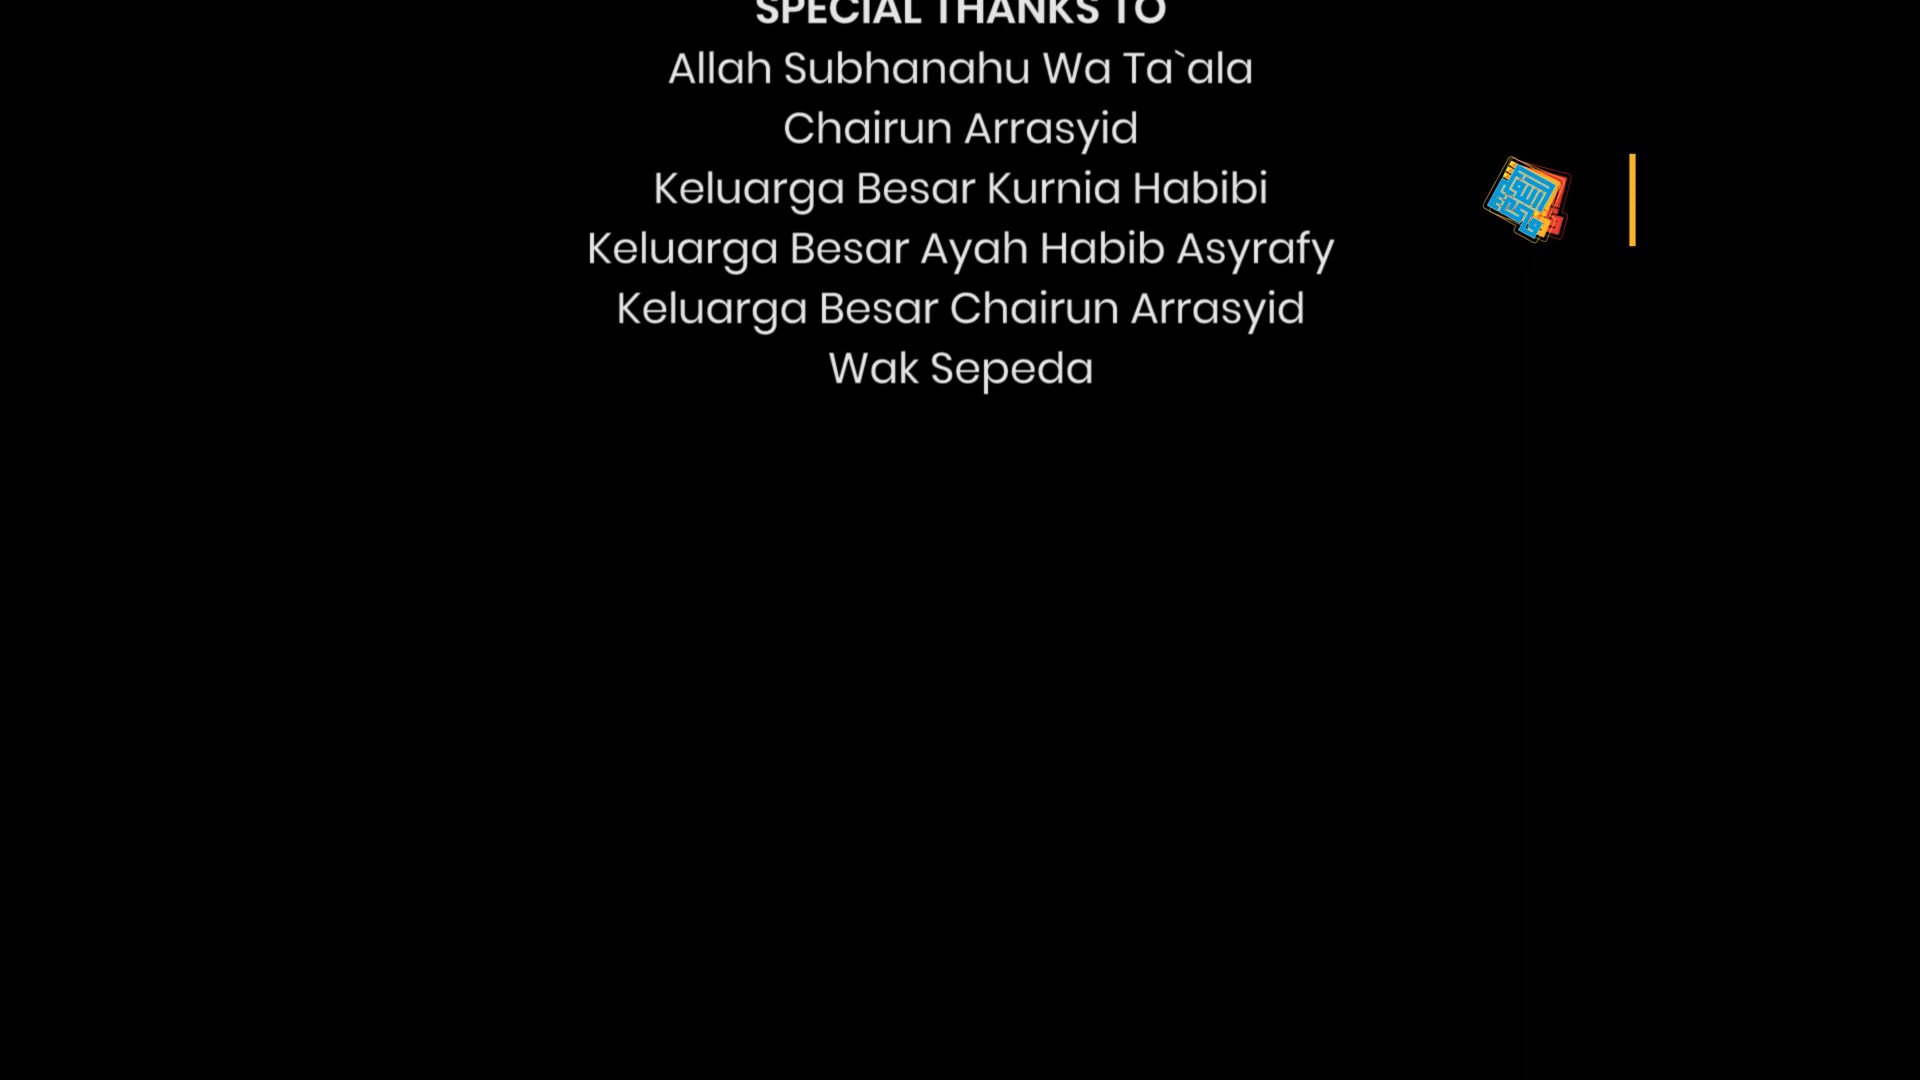 SPECIAL THANKS TO
Allah Subhanahu Wa Ta`ala
Chairun Arrasyid
Keluarga Besar Kurnia Habibi
Keluarga Besar Ayah Habib Asyrafy
Keluarga Besar Chairun Arrasyid
Wak Sepeda